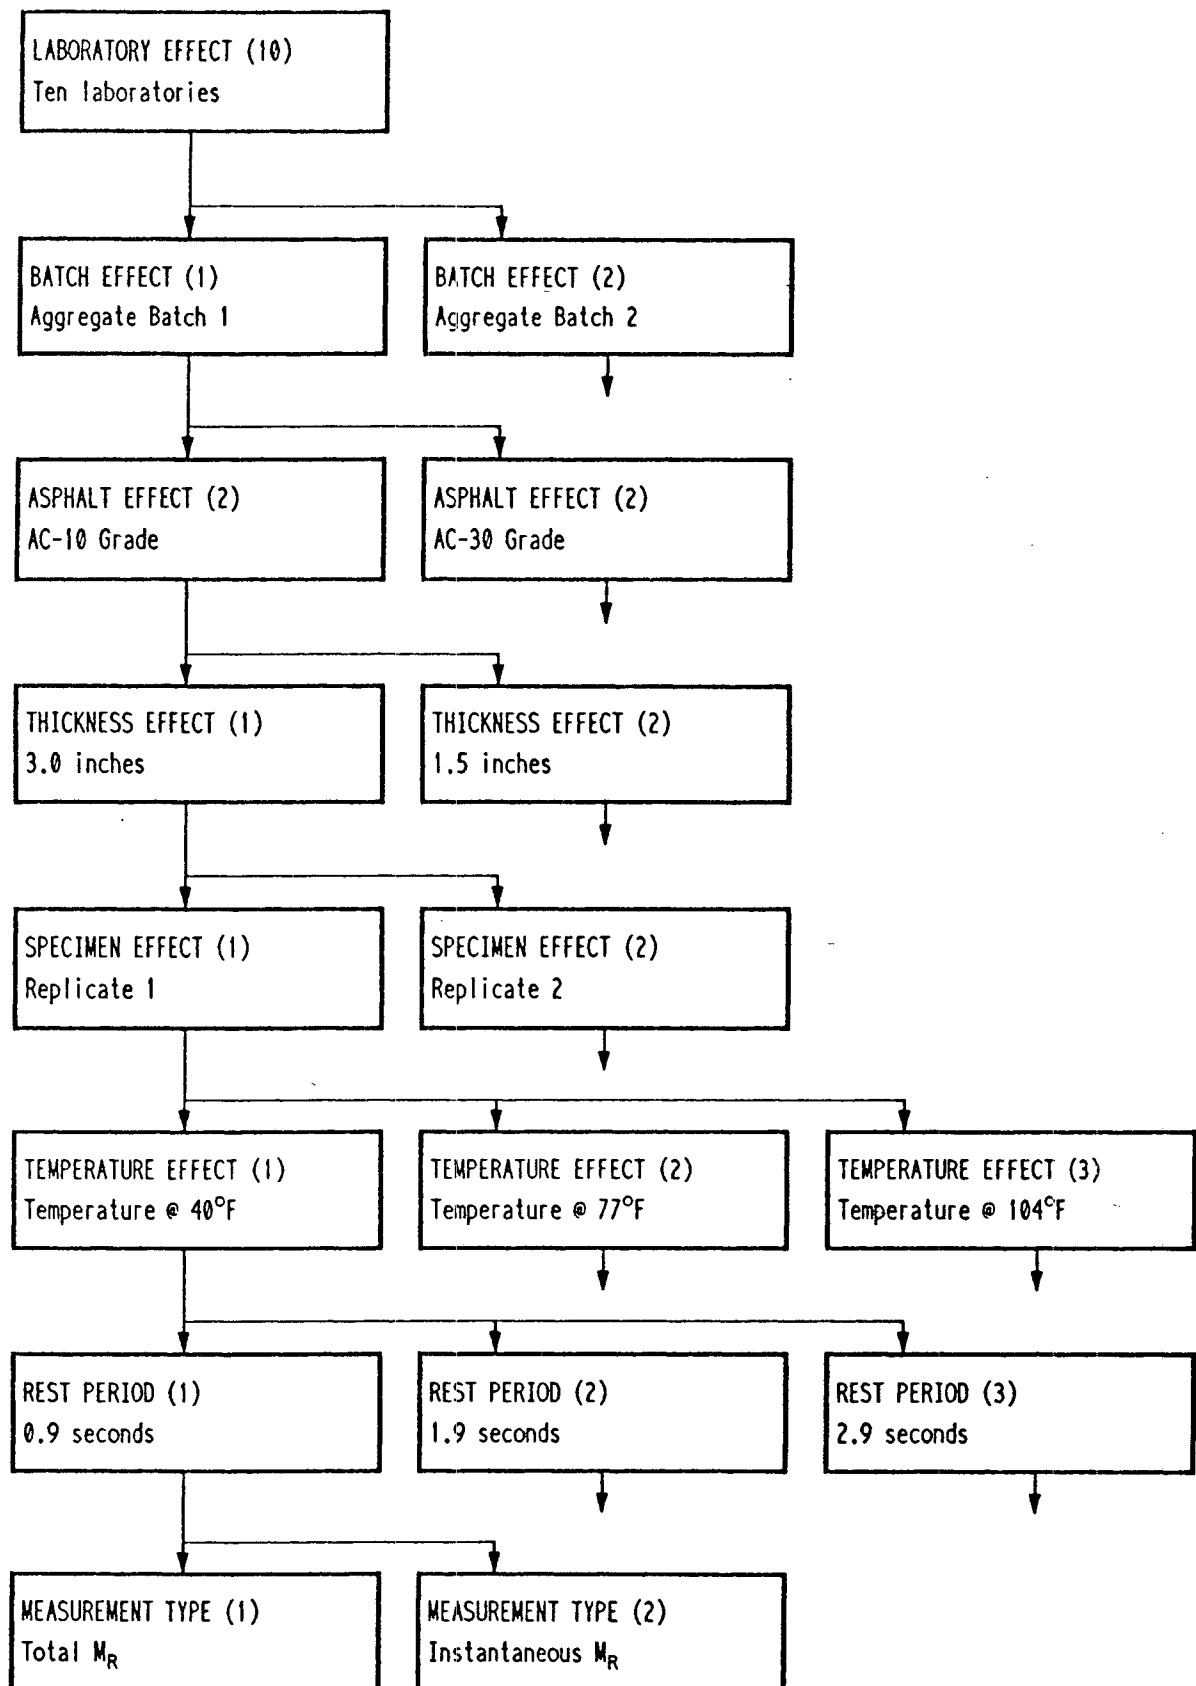 LABORATORY EFFECT (10)
Ten laboratories
BATCH EFFECT (1)
Aggregate Batch 1
BATCH EFFECT (2)
Aggregate Batch 2
ASPHALT EFFECT (2)
AC-10 Grade
ASPHALT EFFECT (2)
AC-30 Grade
THICKNESS EFFECT (1)
3.0 inches
THICKNESS EFFECT (2)
1.5 inches
SPECIMEN EFFECT (1)
Replicate 1
SPECIMEN EFFECT (2)
Replicate 2
TEMPERATURE EFFECT (1)
Temperature @ 40°F
TEMPERATURE EFFECT (2)
Temperature @ 77°F
TEMPERATURE EFFECT (3)
Temperature @ 104°F
REST PERIOD (1)
0.9 seconds
REST PERIOD (2)
1.9 seconds
REST PERIOD (3)
2.9 seconds
MEASUREMENT TYPE (1)
Total MR
MEASUREMENT TYPE (2)
Instantaneous MR